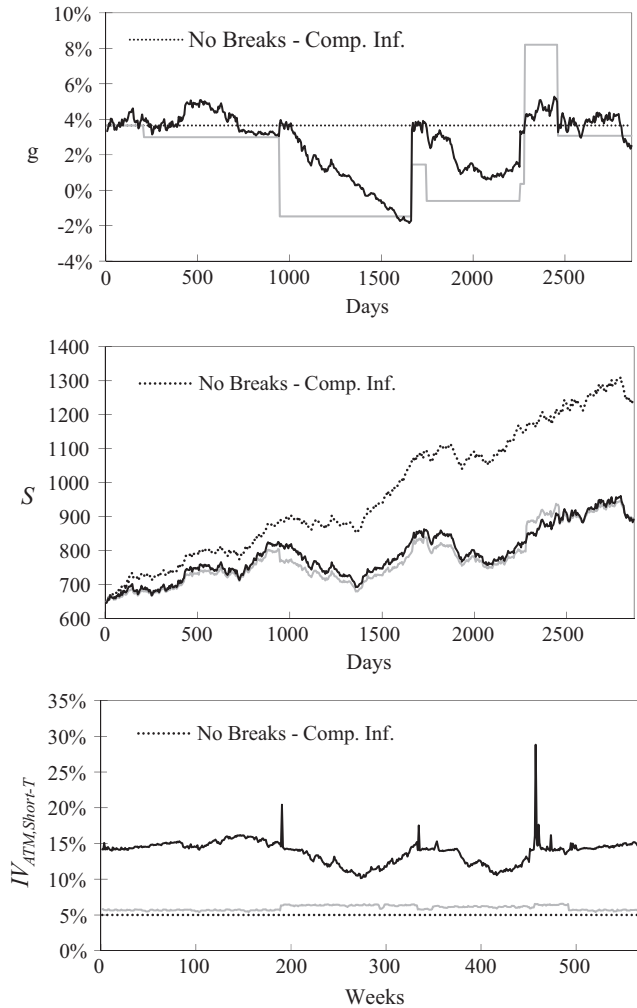 10%
8%
6%
4%
2%
0%
-2%
-4%
g
No Breaks - Comp. Inf.
0 500 1000 1500 2000 2500
Days
1400
1300
1200
1100
1000
900
800
700
600
S
No Breaks - Comp. Inf.
0 500 1000 1500 2000 2500
Days
35%
30%
25%
20%
15%
10%
5%
0%
IV ATM,Short-T
No Breaks - Comp. Inf.
0 100 200 300 400 500
Weeks